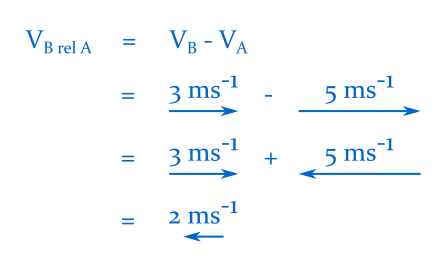 V_B rel A = V_B - V_A
= 3 ms⁻¹ - 5 ms⁻¹
= 3 ms⁻¹ + 5 ms⁻¹
= 2 ms⁻¹